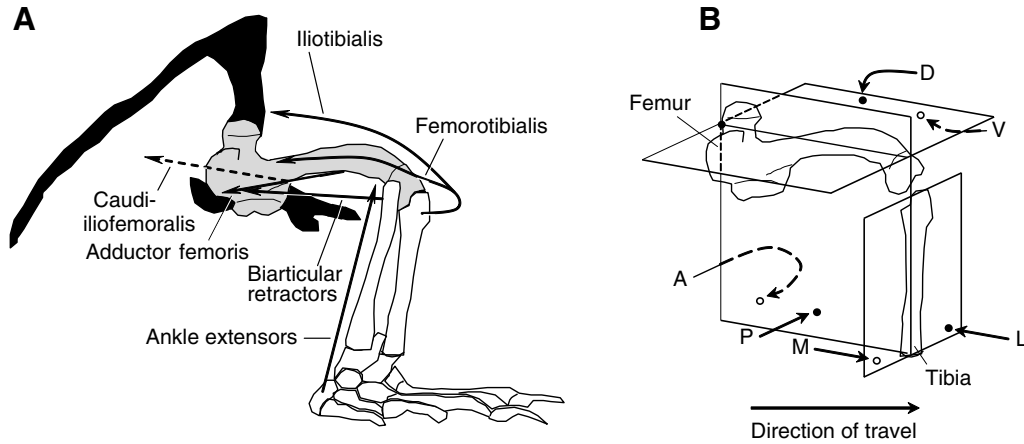 A
Iliotibialis
Femorotibialis
Caudi-
iliofemoralis
Adductor femoris
Biarticular
retractors
Ankle extensors
B
D
Femur
V
A
P
M
L
Tibia
Direction of travel